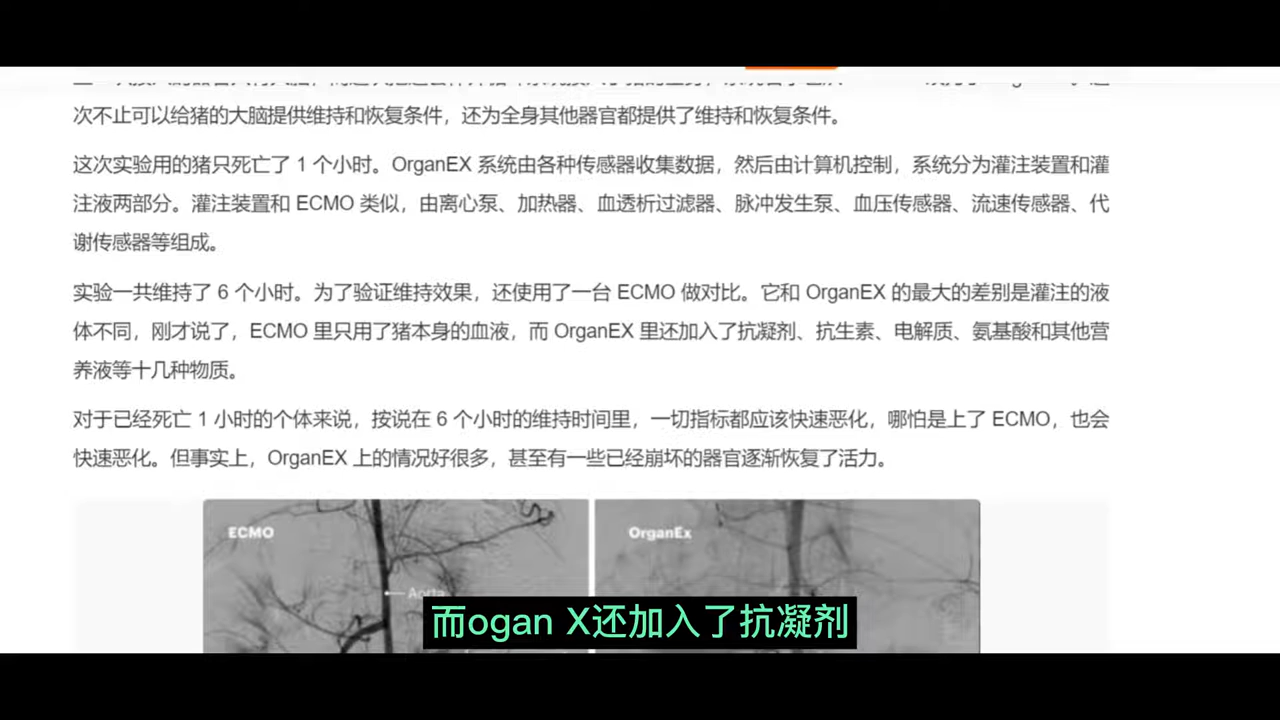 次不止可以给猪的大脑提供维持和恢复条件，还为全身其他器官都提供了维持和恢复条件。
这次实验用的猪只死亡了 1 个小时。OrganEX 系统由各种传感器收集数据，然后由计算机控制，系统分为灌注装置和灌
注液两部分。灌注装置和 ECMO 类似，由离心泵、加热器、血透析过滤器、脉冲发生泵、血压传感器、流速传感器、代
谢传感器等组成。
实验一共维持了 6 个小时。为了验证维持效果，还使用了一台 ECMO 做对比。它和 OrganEX 的最大的差别是灌注的液
体不同，刚才说了，ECMO 里只用了猪本身的血液，而 OrganEX 里还加入了抗凝剂、抗生素、电解质、氨基酸和其他营
养液等十几种物质。
对于已经死亡 1 小时的个体来说，按说在 6 个小时的维持时间里，一切指标都应该快速恶化，哪怕是上了 ECMO，也会
快速恶化。但事实上，OrganEX 上的情况好很多，甚至有一些已经崩坏的器官逐渐恢复了活力。
ECMO
OrganEx
Aorta
而ogan X还加入了抗凝剂